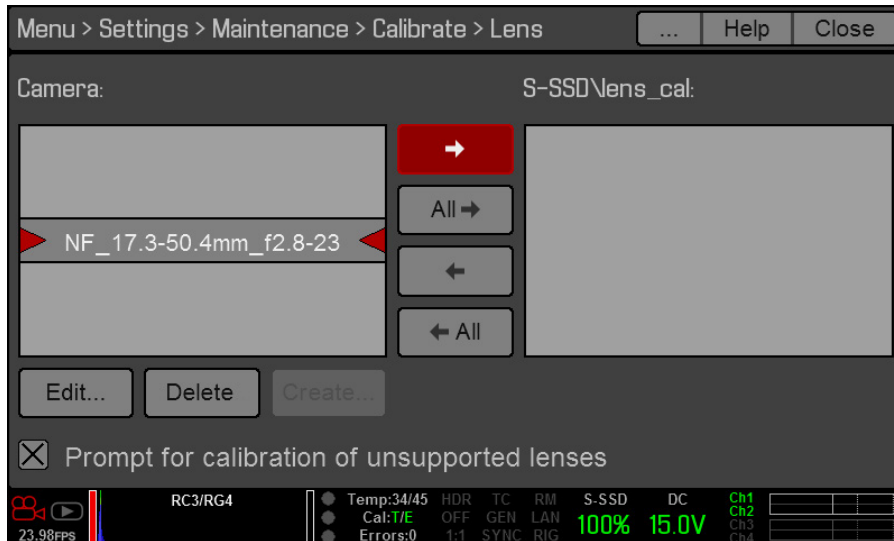 Menu > Settings > Maintenance > Calibrate > Lens ... Help Close
Camera: S-SSD\lens_cal:
All
NF_17.3-50.4mm_f2.8-23
All
Edit... Delete Create...
Prompt for calibration of unsupported lenses
RC3/RG4 Temp:34/45 HDR TC RM S-SSD DC Ch1
Ch2
Cal:T/E OFF GEN LAN 100% 15.0V Ch3
23.98FPS Errors:0 1:1 SYNC RIG Ch4